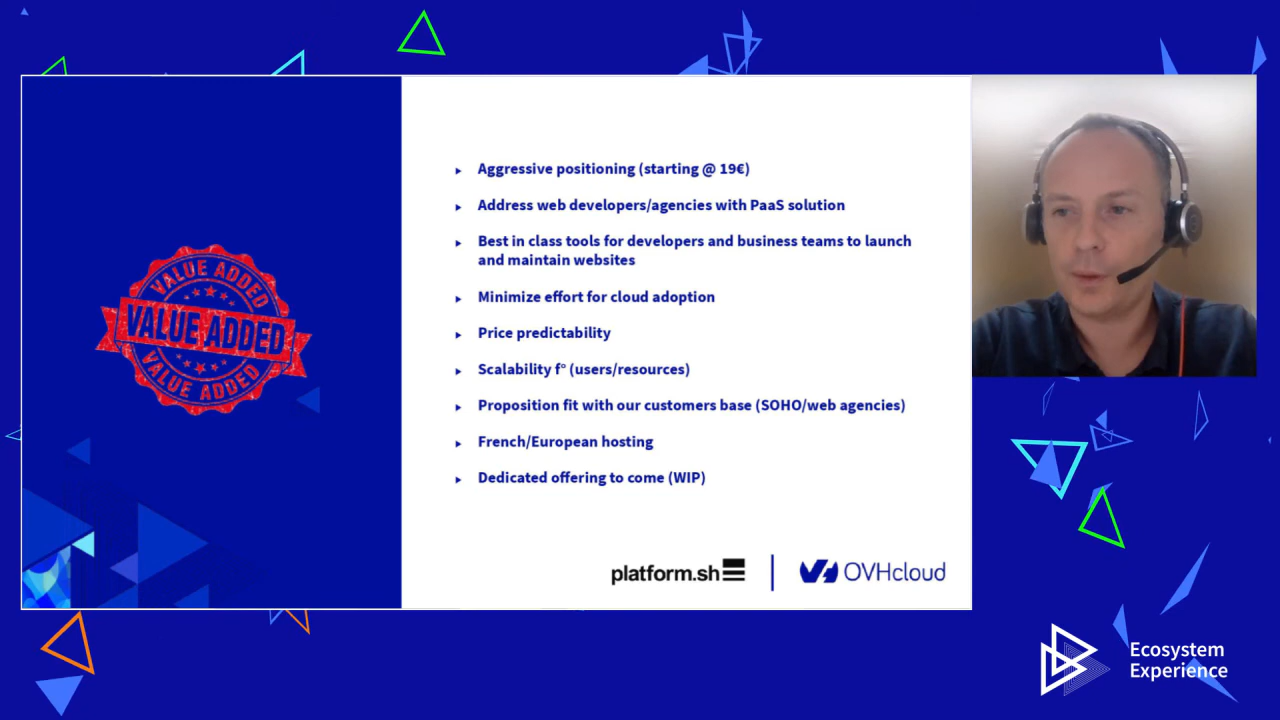 VALUE ADDED
VALUE ADDED
VALUE ADDED
Aggressive positioning (starting @ 19€)
Address web developers/agencies with PaaS solution
Best in class tools for developers and business teams to launch
and maintain websites
Minimize effort for cloud adoption
Price predictability
Scalability f° (users/resources)
Proposition fit with our customers base (SOHO/web agencies)
French/European hosting
Dedicated offering to come (WIP)
platform.sh
OVHcloud
Ecosystem
Experience